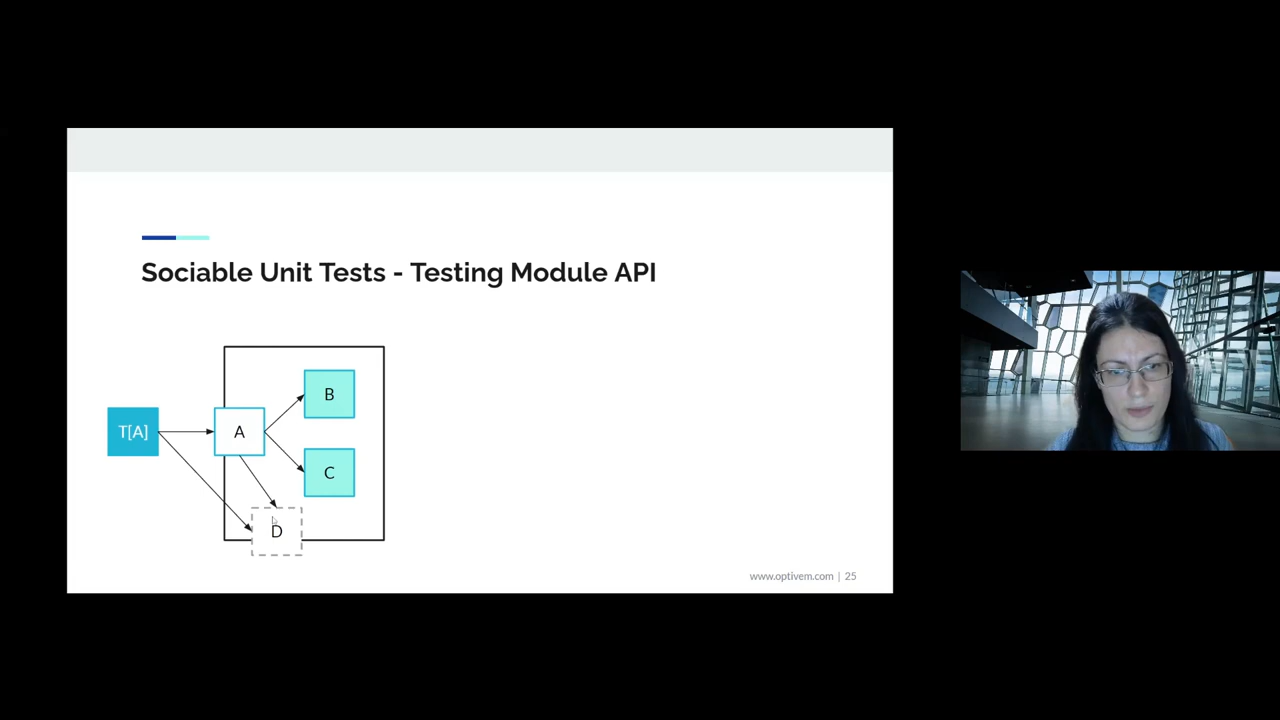 Sociable Unit Tests - Testing Module API
B
T[A]
A
C
D
www.optivem.com | 25